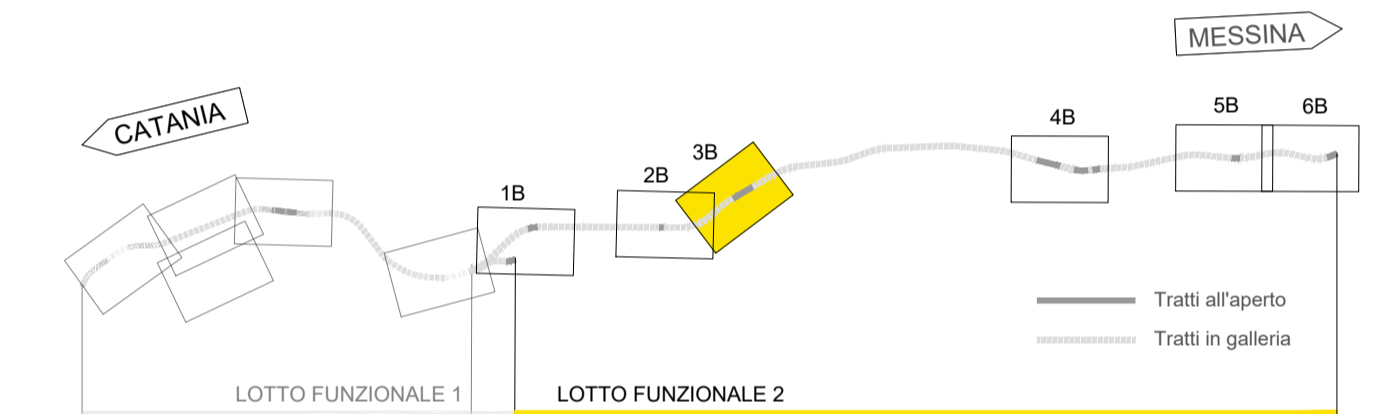 MESSINA
CATANIA
1B
2B
3B
4B
5B
6B
Tratti all'aperto
Tratti in galleria
LOTTO FUNZIONALE 1
LOTTO FUNZIONALE 2